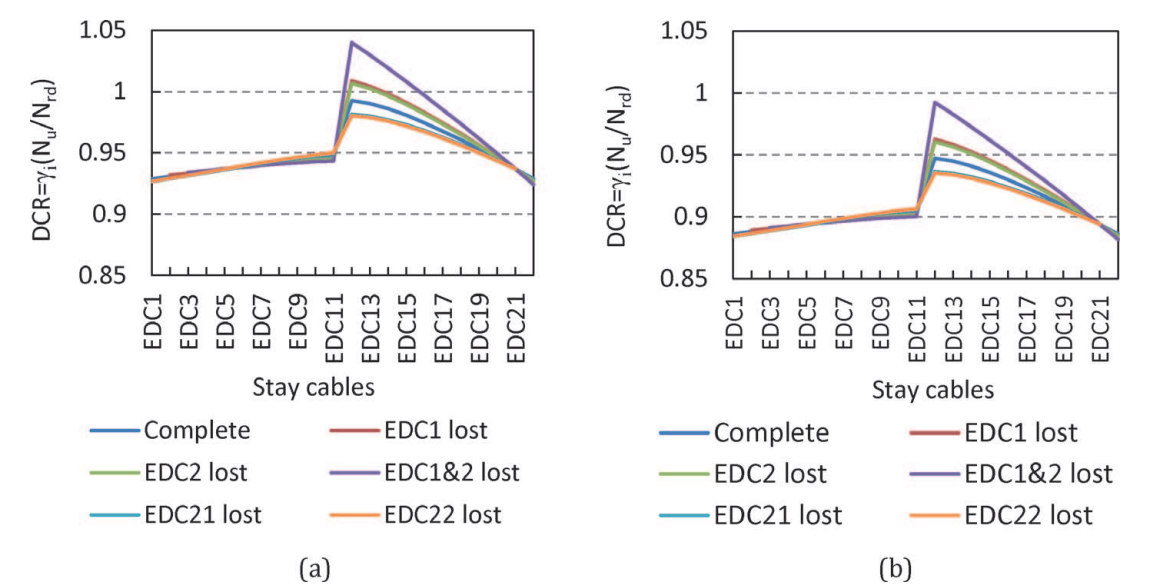 DCR=γi(Nu/Nrd)
1.05
1
0.95
0.9
0.85
EDC1
EDC3
EDC5
EDC7
EDC9
EDC11
EDC13
EDC15
EDC17
EDC19
EDC21
Stay cables
Complete
EDC1 lost
EDC2 lost
EDC1&2 lost
EDC21 lost
EDC22 lost
(a)
DCR=γi(Nu/Nrd)
1.05
1
0.95
0.9
0.85
EDC1
EDC3
EDC5
EDC7
EDC9
EDC11
EDC13
EDC15
EDC17
EDC19
EDC21
Stay cables
Complete
EDC1 lost
EDC2 lost
EDC1&2 lost
EDC21 lost
EDC22 lost
(b)